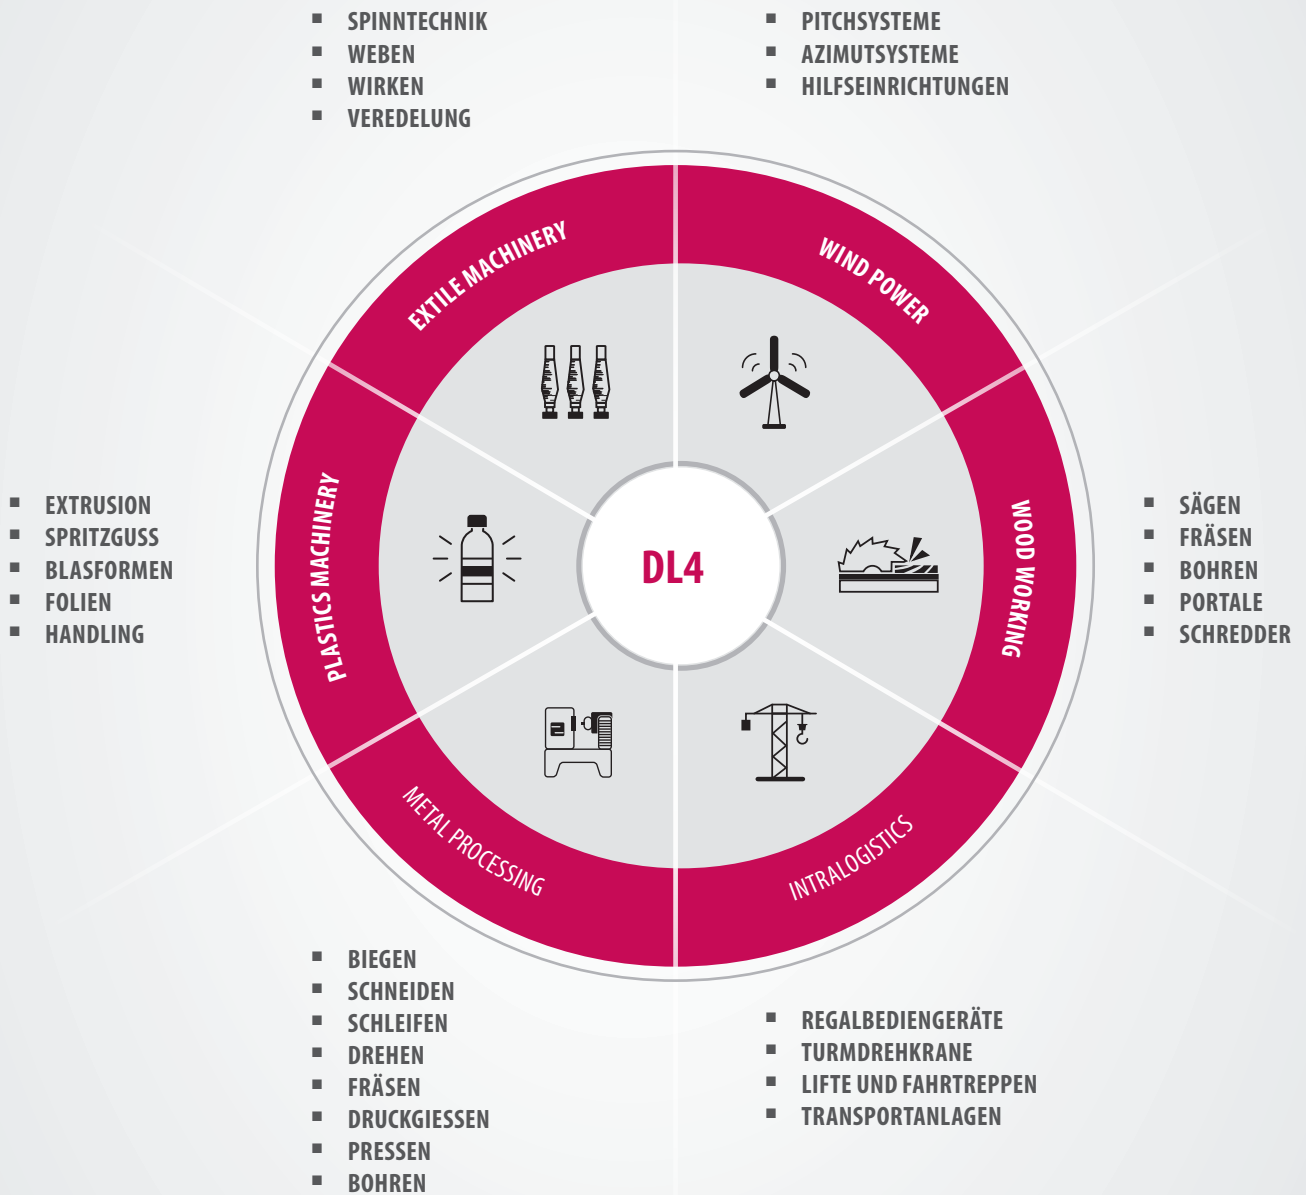 ▪ SPINNTECHNIK
▪ WEBEN
▪ WIRKEN
▪ VEREDELUNG
▪ PITCHSYSTEME
▪ AZIMUTSYSTEME
▪ HILFSEINRICHTUNGEN
EXTILE MACHINERY
WIND POWER
▪ EXTRUSION
▪ SPRITZGUSS
▪ BLASFORMEN
▪ FOLIEN
▪ HANDLING
PLASTICS MACHINERY
DL4
WOOD WORKING
▪ SÄGEN
▪ FRÄSEN
▪ BOHREN
▪ PORTALE
▪ SCHREDDER
METAL PROCESSING
INTRALOGISTICS
▪ BIEGEN
▪ SCHNEIDEN
▪ SCHLEIFEN
▪ DREHEN
▪ FRÄSEN
▪ DRUCKGIESSEN
▪ PRESSEN
▪ BOHREN
▪ REGALBEDIENGERÄTE
▪ TURMDREHKRANE
▪ LIFTE UND FAHRTREPPEN
▪ TRANSPORTANLAGEN